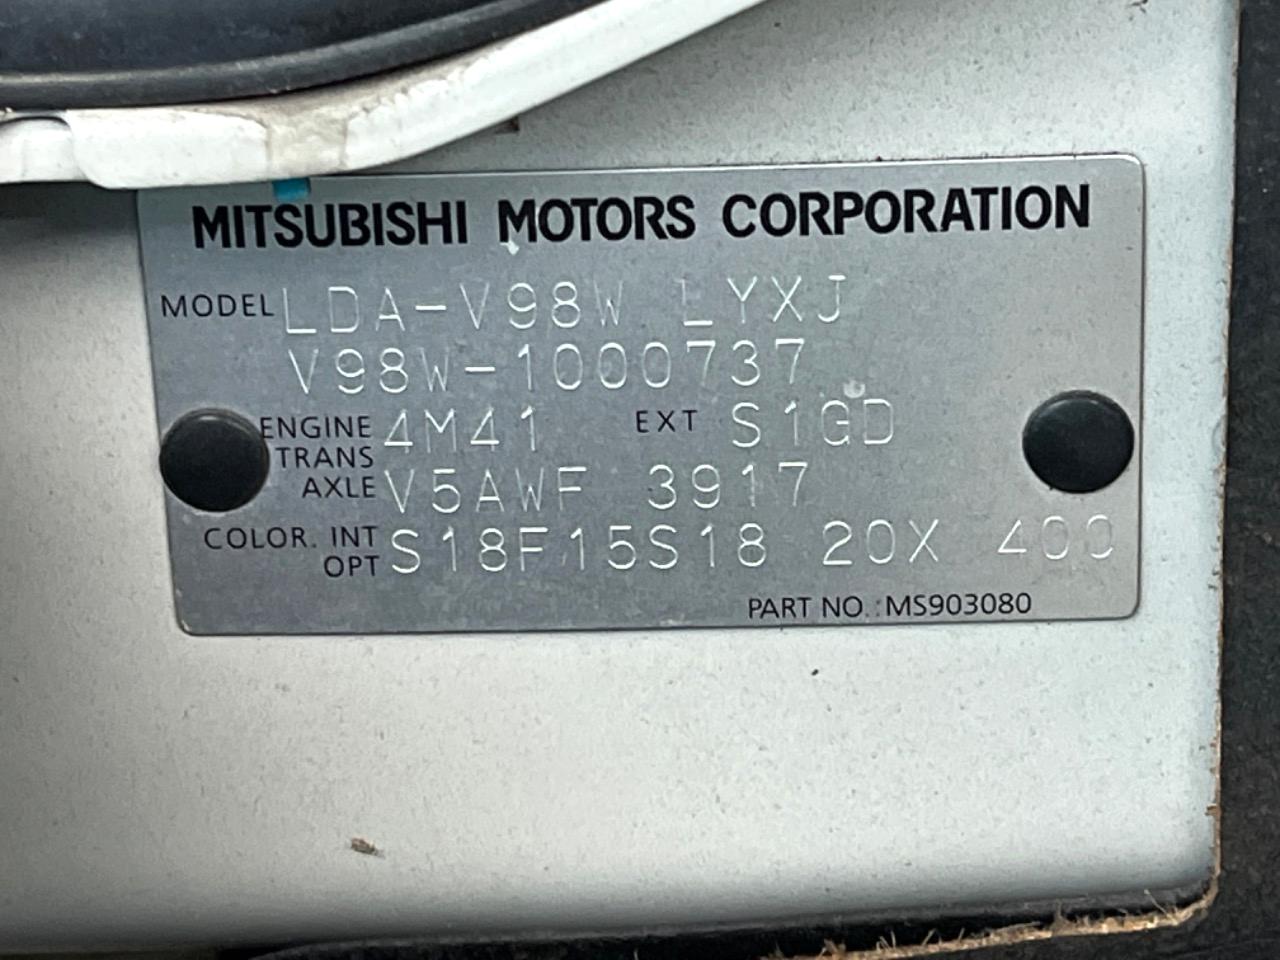 MITSUBISHI MOTORS CORPORATION
MODEL LDA-V98W LYXJ
V98W-1000737
ENGINE 4M41 EXT S1GD
TRANS
AXLE V5AWF 3917
COLOR. INT
OPT S18F15S18 20X 400
PART NO.:MS903080